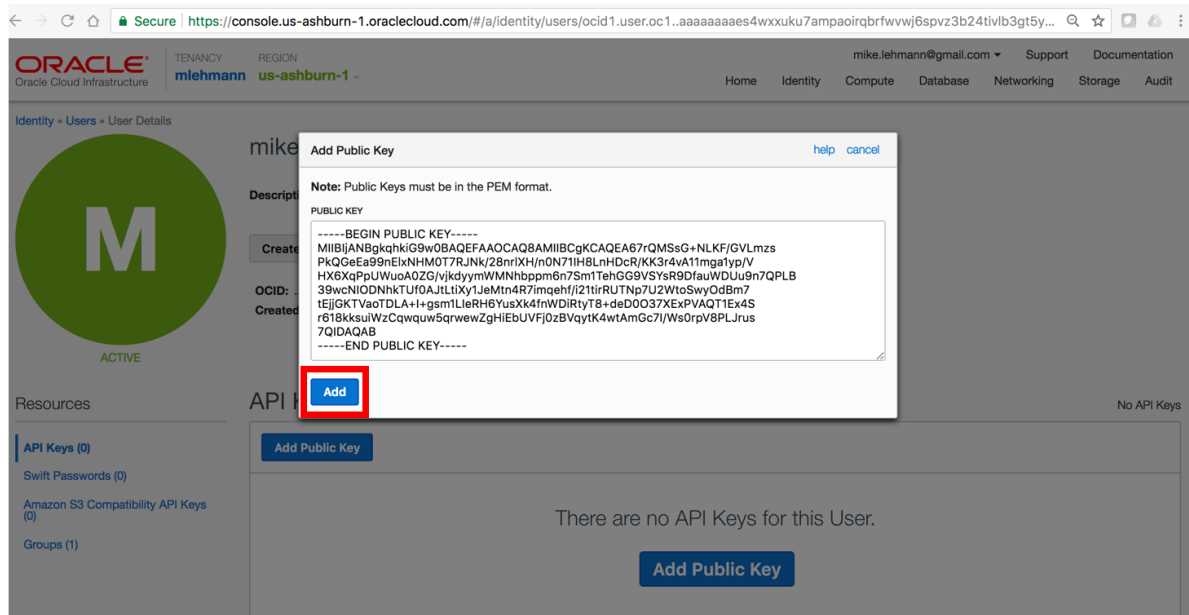 Secure https://console.us-ashburn-1.oraclecloud.com/#/a/identity/users/ocid1.user.oc1..aaaaaaaaes4wxxuku7ampaoirqbrfwvwj6spvz3b24tivlb3gt5y...
ORACLE
Oracle Cloud Infrastructure
TENANCY
mlehmann
REGION
us-ashburn-1
mike.lehmann@gmail.com Support Documentation
Home Identity Compute Database Networking Storage Audit
Identity » Users » User Details
M
ACTIVE
mike
Descripti
Create
OCID:
Created
Add Public Key
help cancel
Note: Public Keys must be in the PEM format.
PUBLIC KEY
-----BEGIN PUBLIC KEY-----
MIIBIjANBgkqhkiG9w0BAQEFAAOCAQ8AMIIBCgKCAQEA67rQMSsG+NLKF/GVLmzs
PkQGeEa99nElxNHM0T7RJNk/28nrlXH/n0N71IH8LnHDcR/KK3r4vA11mga1yp/V
HX6XqPpUWuoA0ZG/vjkdyymWMNhbppm6n7Sm1TehGG9VSYsR9DfauWDUu9n7QPLB
39wcNIODNhkTUf0AJtLtiXy1JeMtn4R7imqehf/i21tirRUTNp7U2WtoSwyOdBm7
tEjjGKTVaoTDLA+I+gsm1LIeRH6YusXk4fnWDiRtyT8+deD0O37XExPVAQT1Ex4S
r618kksuiWzCqwquw5qrwewZgHiEbUVFj0zBVqytK4wtAmGc7I/Ws0rpV8PLJrus
7QIDAQAB
-----END PUBLIC KEY-----
Add
Resources
API Keys (0)
Swift Passwords (0)
Amazon S3 Compatibility API Keys
(0)
Groups (1)
API
No API Keys
Add Public Key
There are no API Keys for this User.
Add Public Key